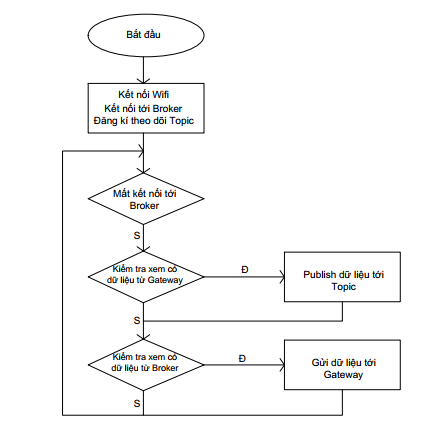 Bắt đầu
Kết nối Wifi
Kết nối tới Broker
Đăng kí theo dõi Topic
Mất kết nối tới
Broker
S
Kiểm tra xem có
dữ liệu từ Gateway
Đ
Publish dữ liệu tới
Topic
S
Kiểm tra xem có
dữ liệu từ Broker
Đ
Gửi dữ liệu tới
Gateway
S